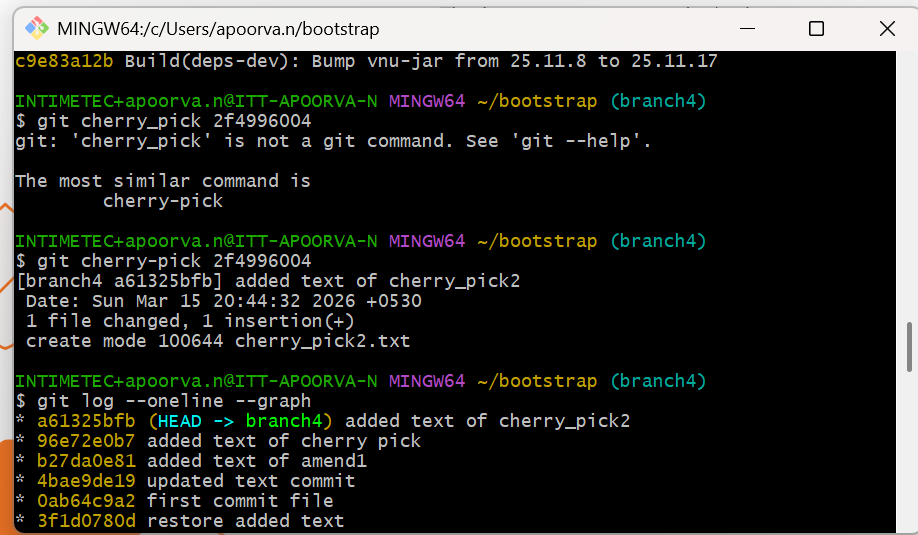 MINGW64:/c/Users/apoorva.n/bootstrap
c9e83a12b Build(deps-dev): Bump vnu-jar from 25.11.8 to 25.11.17
INTIMETEC+apoorva.n@ITT-APOORVA-N MINGW64 ~/bootstrap (branch4)
$ git cherry_pick 2f4996004
git: 'cherry_pick' is not a git command. See 'git --help'.
The most similar command is
cherry-pick
INTIMETEC+apoorva.n@ITT-APOORVA-N MINGW64 ~/bootstrap (branch4)
$ git cherry-pick 2f4996004
[branch4 a61325bfb] added text of cherry_pick2
Date: Sun Mar 15 20:44:32 2026 +0530
1 file changed, 1 insertion(+)
create mode 100644 cherry_pick2.txt
INTIMETEC+apoorva.n@ITT-APOORVA-N MINGW64 ~/bootstrap (branch4)
$ git log --oneline --graph
* a61325bfb (HEAD -> branch4) added text of cherry_pick2
* 96e72e0b7 added text of cherry pick
* b27da0e81 added text of amend1
* 4bae9de19 updated text commit
* 0ab64c9a2 first commit file
* 3f1d0780d restore added text